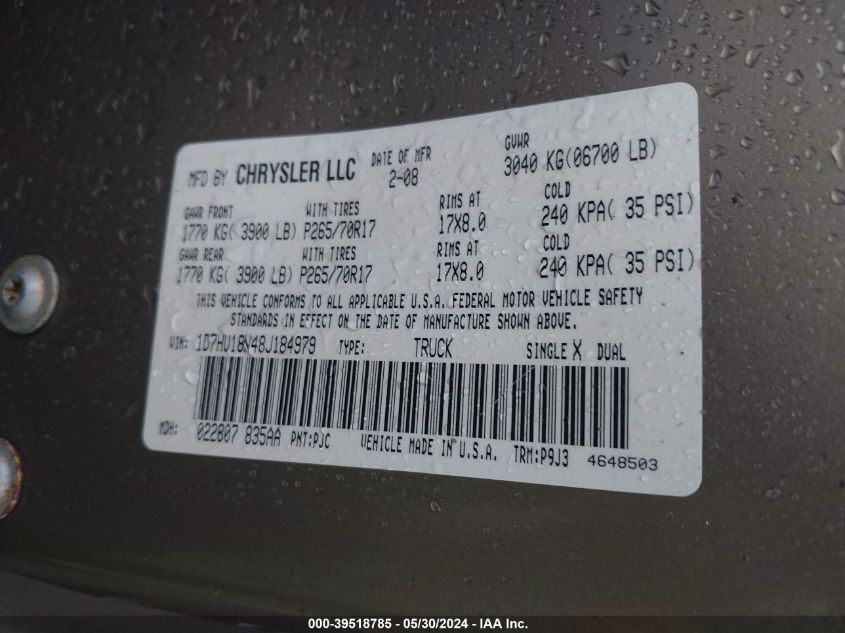 MFD BY CHRYSLER LLC DATE OF MFR GVWR
2-08 3040 KG(06700 LB)
GAWR FRONT WITH TIRES RIMS AT COLD
1770 KG( 3900 LB) P265/70R17 17X8.0 240 KPA( 35 PSI)
GAWR REAR WITH TIRES RIMS AT COLD
1770 KG( 3900 LB) P265/70R17 17X8.0 240 KPA( 35 PSI)
THIS VEHICLE CONFORMS TO ALL APPLICABLE U.S.A. FEDERAL MOTOR VEHICLE SAFETY
STANDARDS IN EFFECT ON THE DATE OF MANUFACTURE SHOWN ABOVE.
VIN: 1D7HU18N48J184979 TYPE: TRUCK SINGLE X DUAL
MDH: 022807 835AA PNT:PJC VEHICLE MADE IN U.S.A. TRM:P9J3 4648503
000-39518785 - 05/30/2024 - IAA Inc.